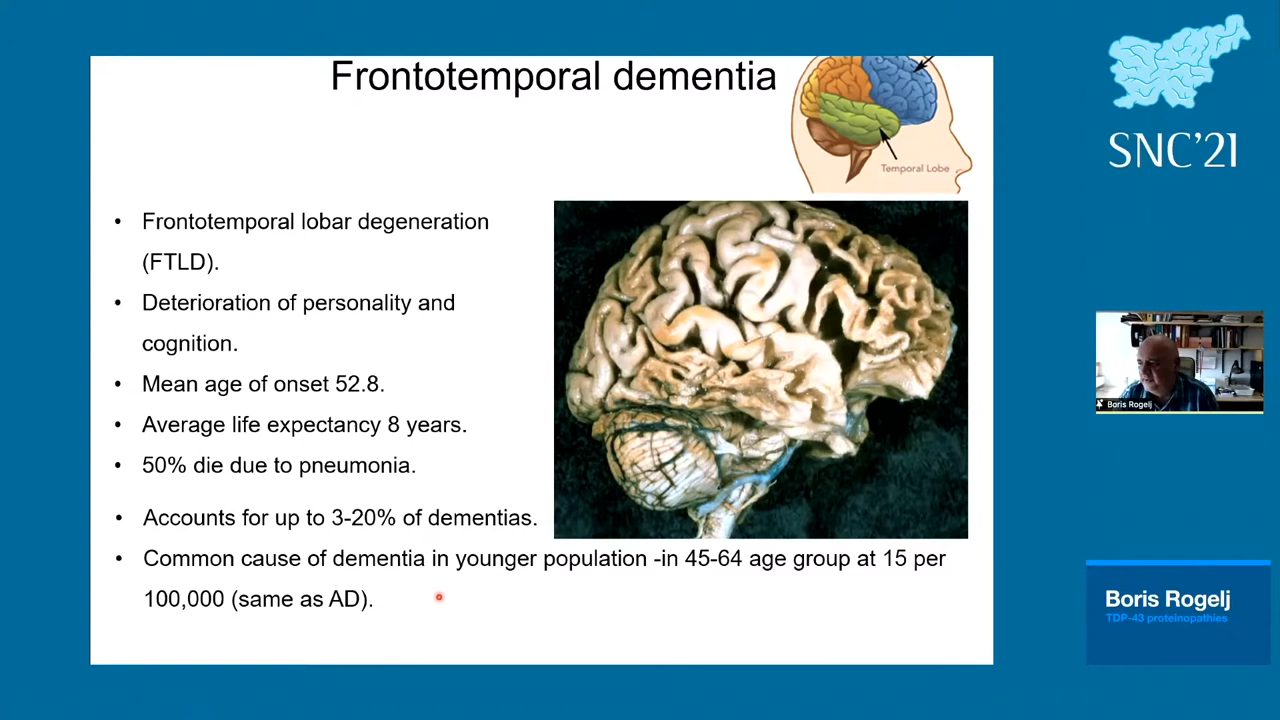 Frontotemporal dementia
Temporal Lobe
• Frontotemporal lobar degeneration
(FTLD).
• Deterioration of personality and
cognition.
• Mean age of onset 52.8.
• Average life expectancy 8 years.
• 50% die due to pneumonia.
• Accounts for up to 3-20% of dementias.
• Common cause of dementia in younger population -in 45-64 age group at 15 per
100,000 (same as AD).
SNC'21
Boris Rogelj
Boris Rogelj
TDP-43 proteinopathies